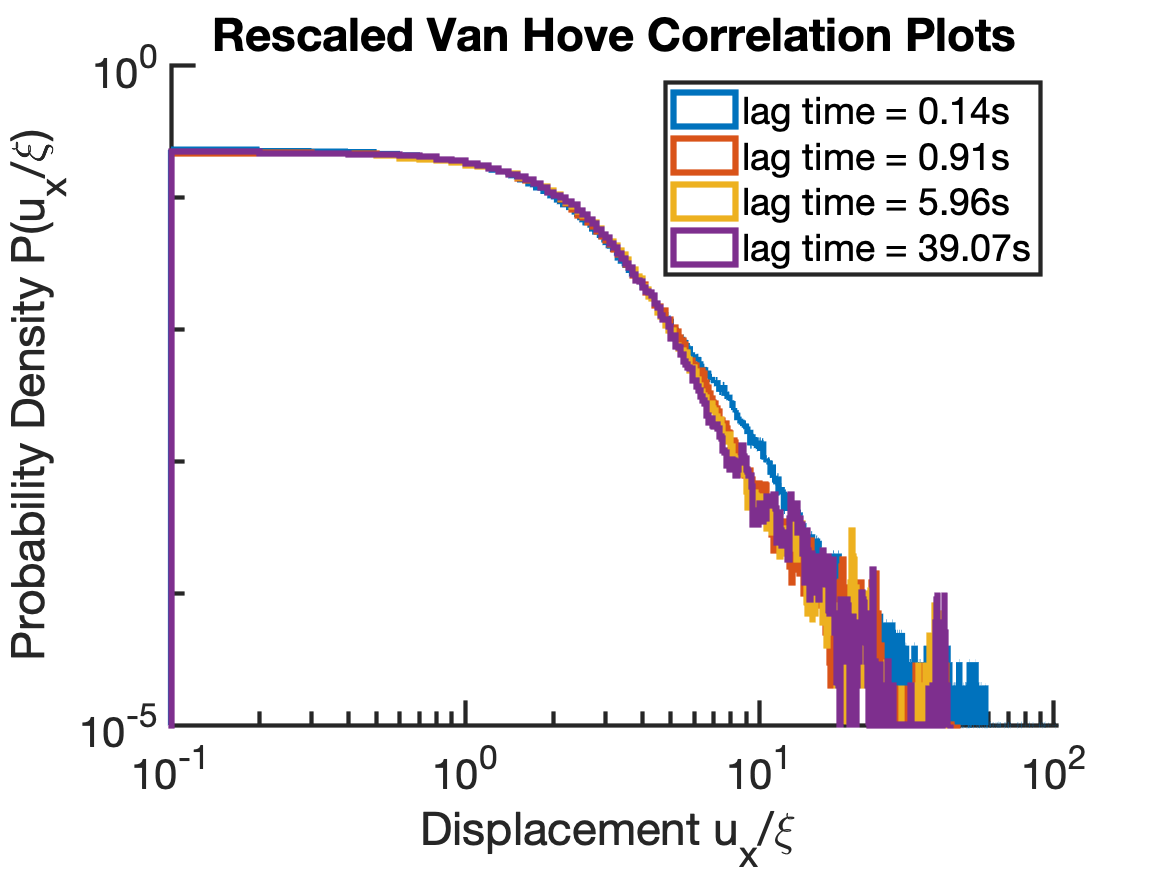 Rescaled Van Hove Correlation Plots
10^0
lag time = 0.14s
lag time = 0.91s
lag time = 5.96s
lag time = 39.07s
Probability Density P(u_x/ξ)
10^-5
10^-1 10^0 10^1 10^2
Displacement u_x/ξ